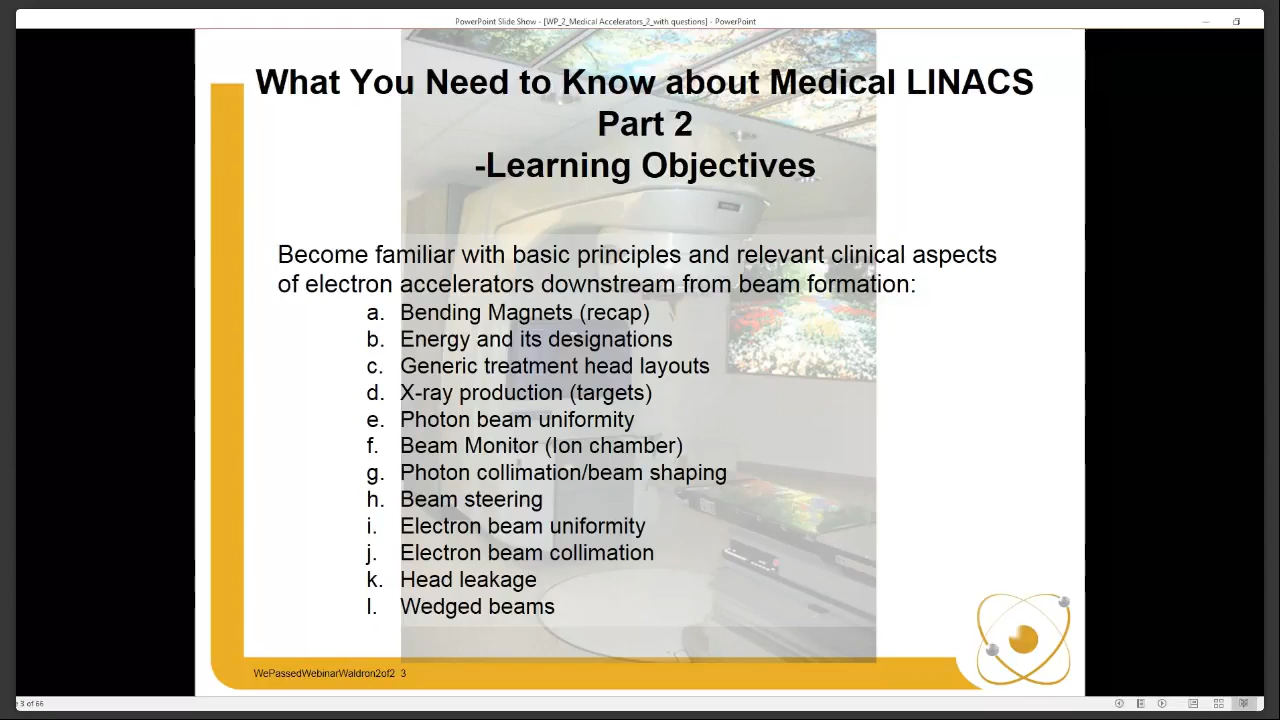 PowerPoint Slide Show - [WP_2_Medical Accelerators_2_with questions] - PowerPoint
What You Need to Know about Medical LINACS
Part 2
-Learning Objectives
Become familiar with basic principles and relevant clinical aspects
of electron accelerators downstream from beam formation:
a. Bending Magnets (recap)
b. Energy and its designations
c. Generic treatment head layouts
d. X-ray production (targets)
e. Photon beam uniformity
f. Beam Monitor (Ion chamber)
g. Photon collimation/beam shaping
h. Beam steering
i. Electron beam uniformity
j. Electron beam collimation
k. Head leakage
l. Wedged beams
WePassedWebinarWaldron2of2 3
3 of 66